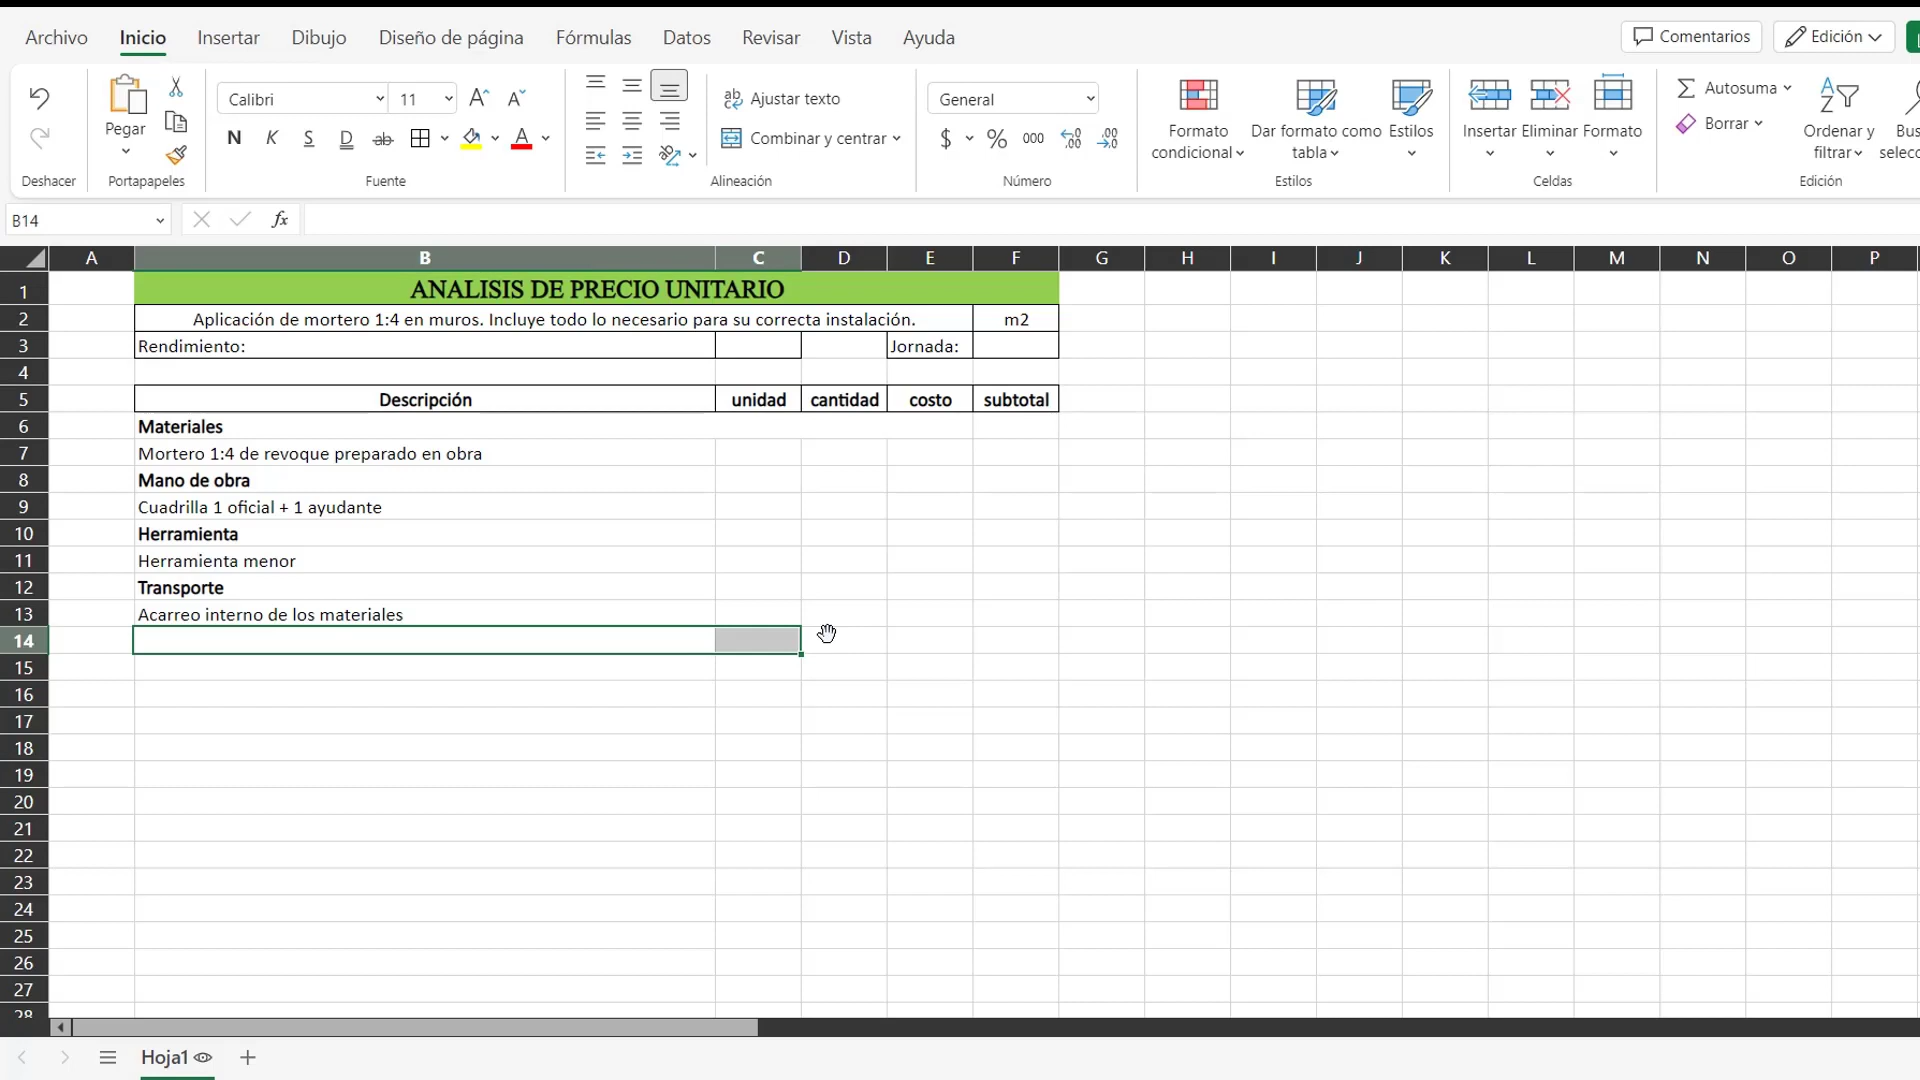 Archivo Inicio Insertar Dibujo Diseño de página Fórmulas Datos Revisar Vista Ayuda Comentarios Edición
Calibri 11 Ajustar texto General Autosuma
Pegar N K S D ab A Combinar y centrar $ % 000 Formato condicional Dar formato como tabla Estilos Insertar Eliminar Formato Borrar Ordenar y filtrar
Deshacer Portapapeles Fuente Alineación Número Estilos Celdas Edición
B14 fx
A B C D E F G H I J K L M N O P
1 ANALISIS DE PRECIO UNITARIO
2 Aplicación de mortero 1:4 en muros. Incluye todo lo necesario para su correcta instalación. m2
3 Rendimiento: Jornada:
4
5 Descripción unidad cantidad costo subtotal
6 Materiales
7 Mortero 1:4 de revoque preparado en obra
8 Mano de obra
9 Cuadrilla 1 oficial + 1 ayudante
10 Herramienta
11 Herramienta menor
12 Transporte
13 Acarreo interno de los materiales
14
15
16
17
18
19
20
21
22
23
24
25
26
27
28
Hoja1